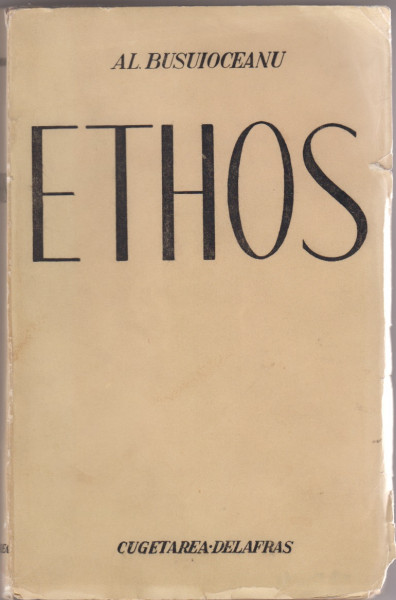 AL. BUSUIOCEANU
ETHOS
CUGETAREA·DELAFRAS